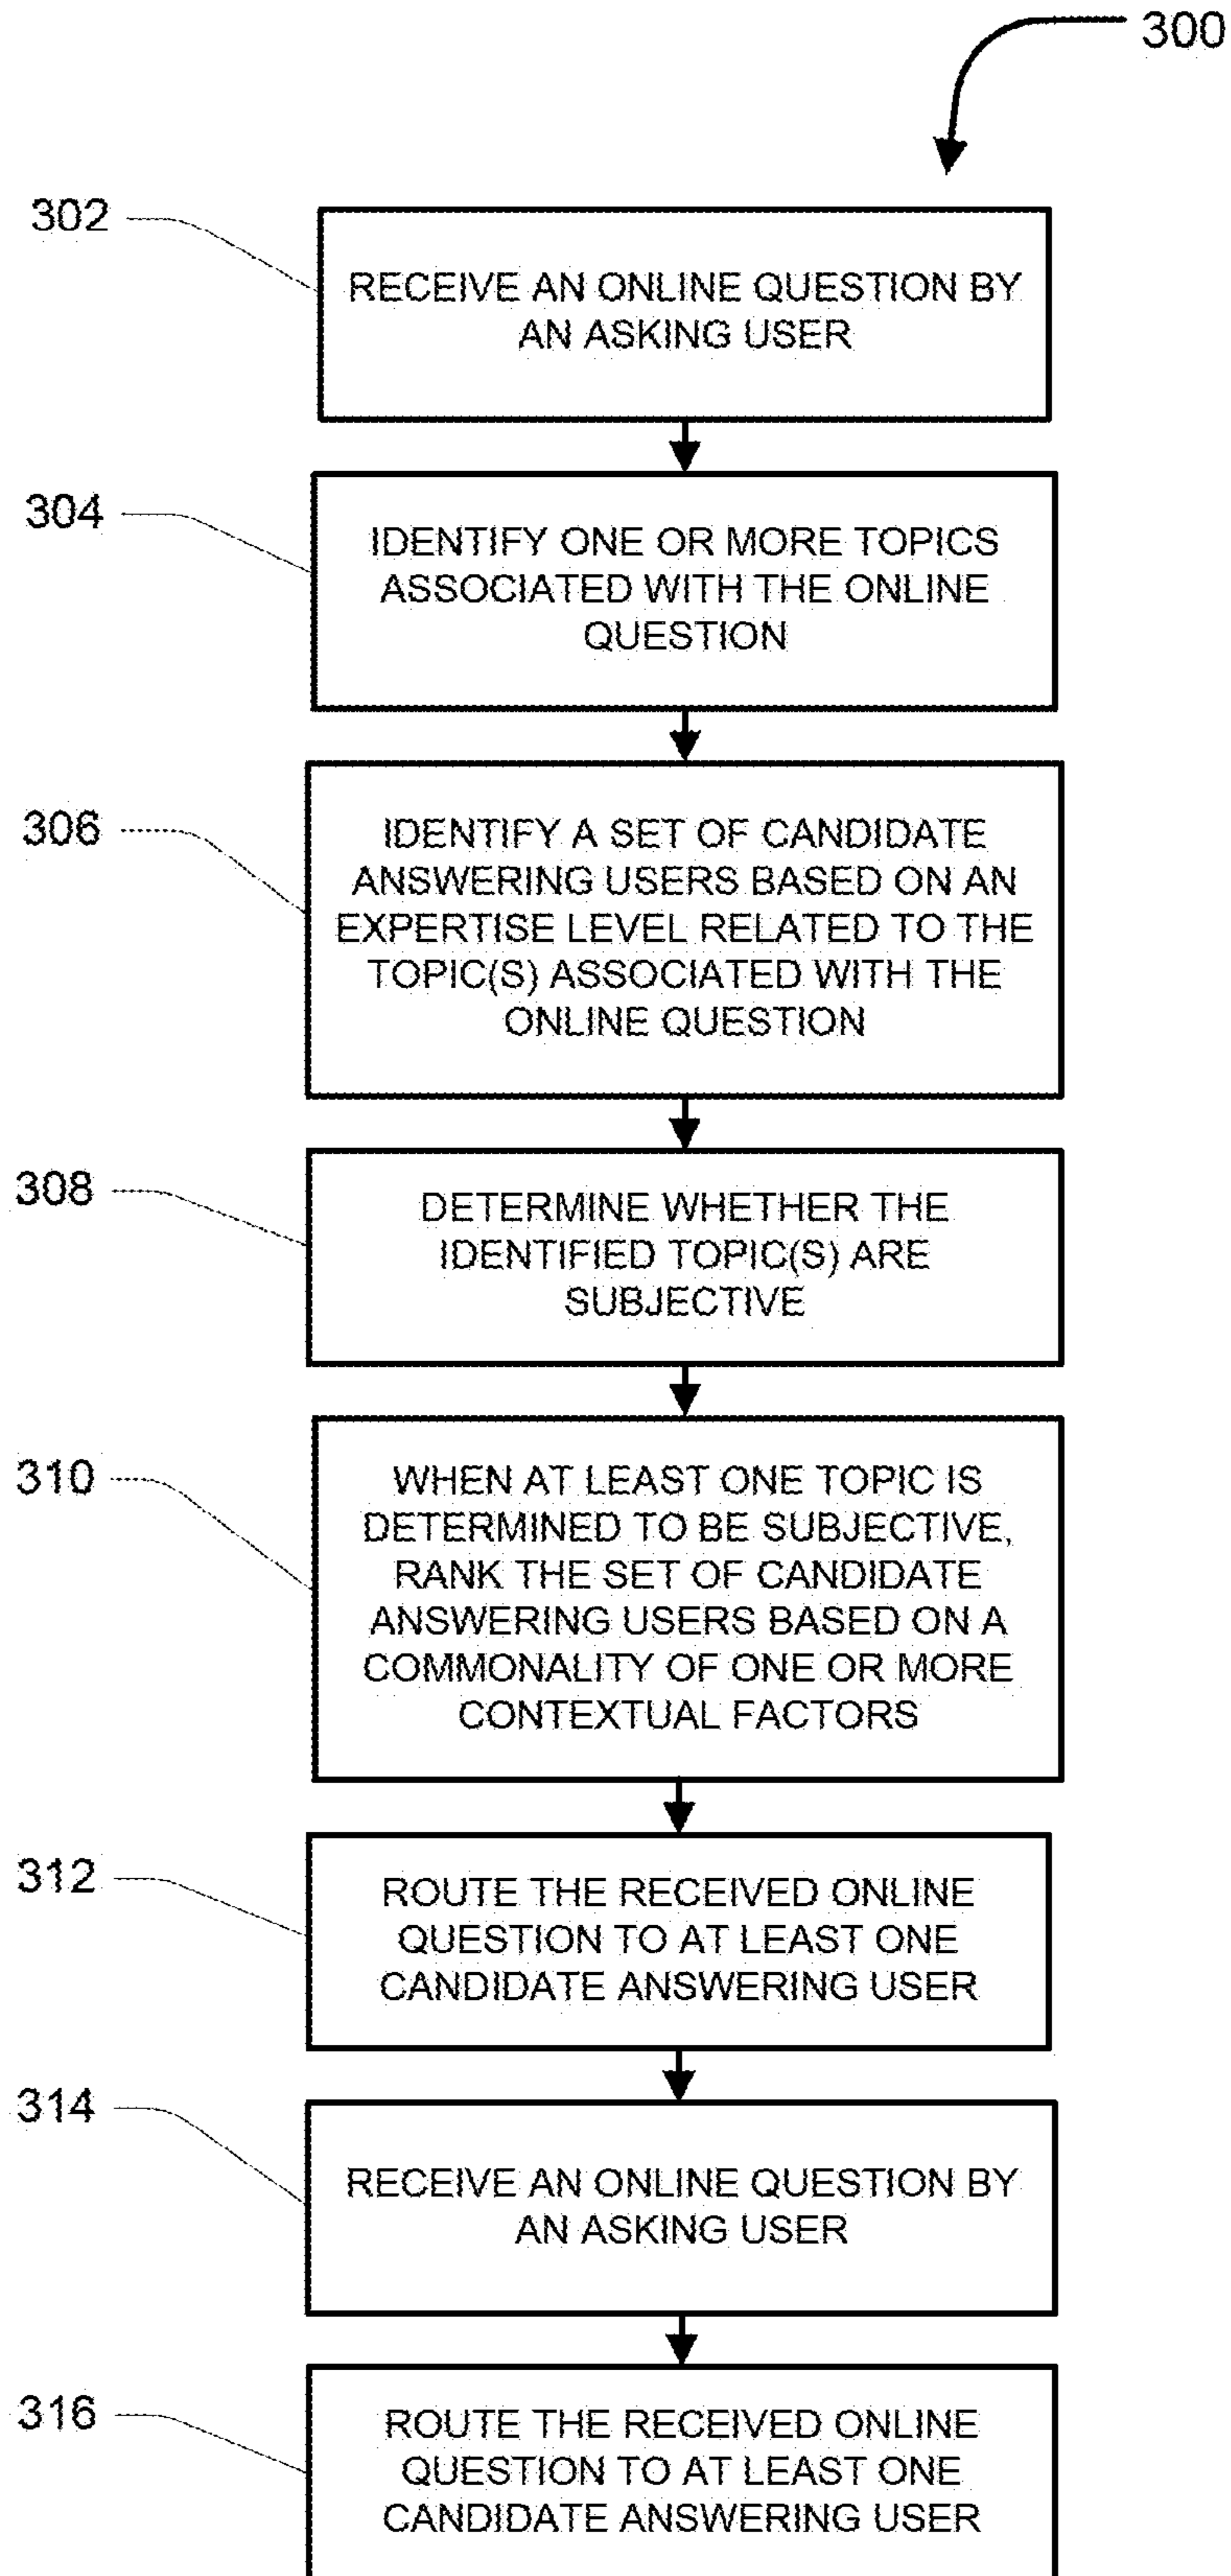 300
302
RECEIVE AN ONLINE QUESTION BY
AN ASKING USER
304
IDENTIFY ONE OR MORE TOPICS
ASSOCIATED WITH THE ONLINE
QUESTION
306
IDENTIFY A SET OF CANDIDATE
ANSWERING USERS BASED ON AN
EXPERTISE LEVEL RELATED TO THE
TOPIC(S) ASSOCIATED WITH THE
ONLINE QUESTION
308
DETERMINE WHETHER THE
IDENTIFIED TOPIC(S) ARE
SUBJECTIVE
310
WHEN AT LEAST ONE TOPIC IS
DETERMINED TO BE SUBJECTIVE,
RANK THE SET OF CANDIDATE
ANSWERING USERS BASED ON A
COMMONALITY OF ONE OR MORE
CONTEXTUAL FACTORS
312
ROUTE THE RECEIVED ONLINE
QUESTION TO AT LEAST ONE
CANDIDATE ANSWERING USER
314
RECEIVE AN ONLINE QUESTION BY
AN ASKING USER
316
ROUTE THE RECEIVED ONLINE
QUESTION TO AT LEAST ONE
CANDIDATE ANSWERING USER